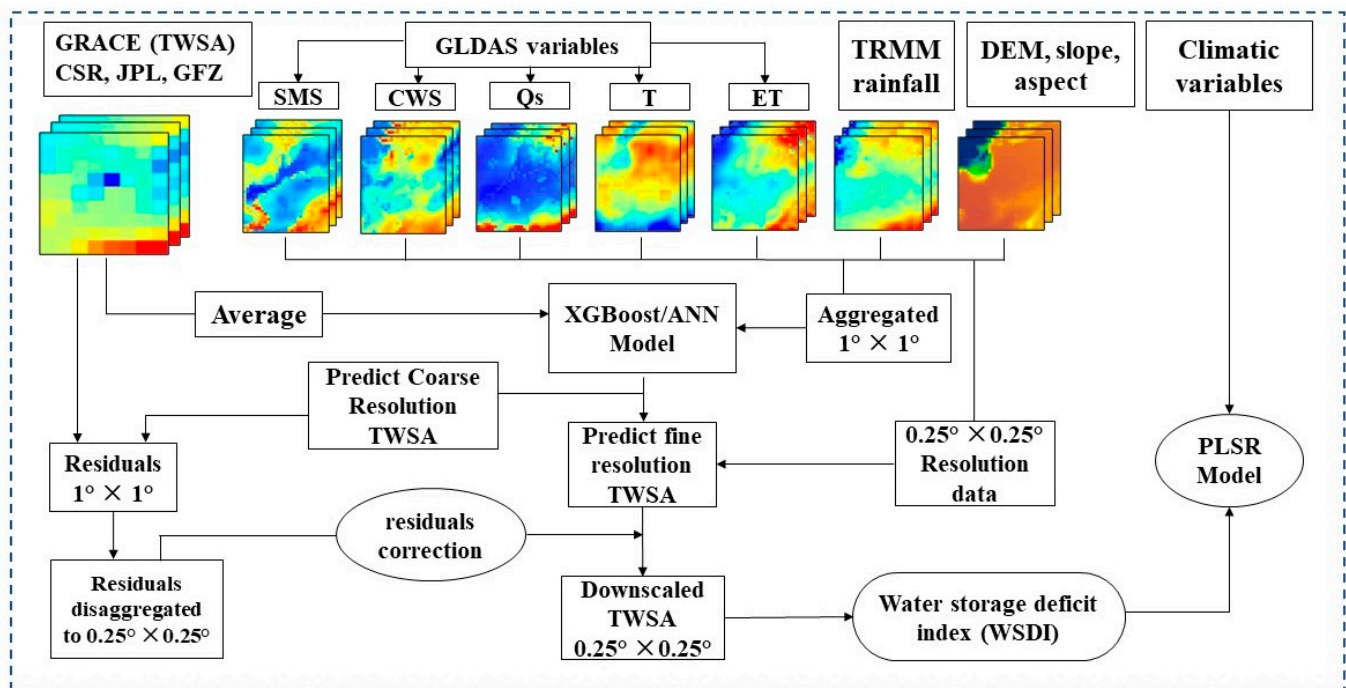 GRACE (TWSA)
CSR, JPL, GFZ
GLDAS variables
SMS
CWS
Qs
T
ET
TRMM
rainfall
DEM, slope,
aspect
Climatic
variables
Average
XGBoost/ANN
Model
Aggregated
1° × 1°
Predict Coarse
Resolution
TWSA
Residuals
1° × 1°
Predict fine
resolution
TWSA
0.25° ×0.25°
Resolution
data
PLSR
Model
residuals
correction
Residuals
disaggregated
to 0.25° ×0.25°
Downscaled
TWSA
0.25° ×0.25°
Water storage deficit
index (WSDI)